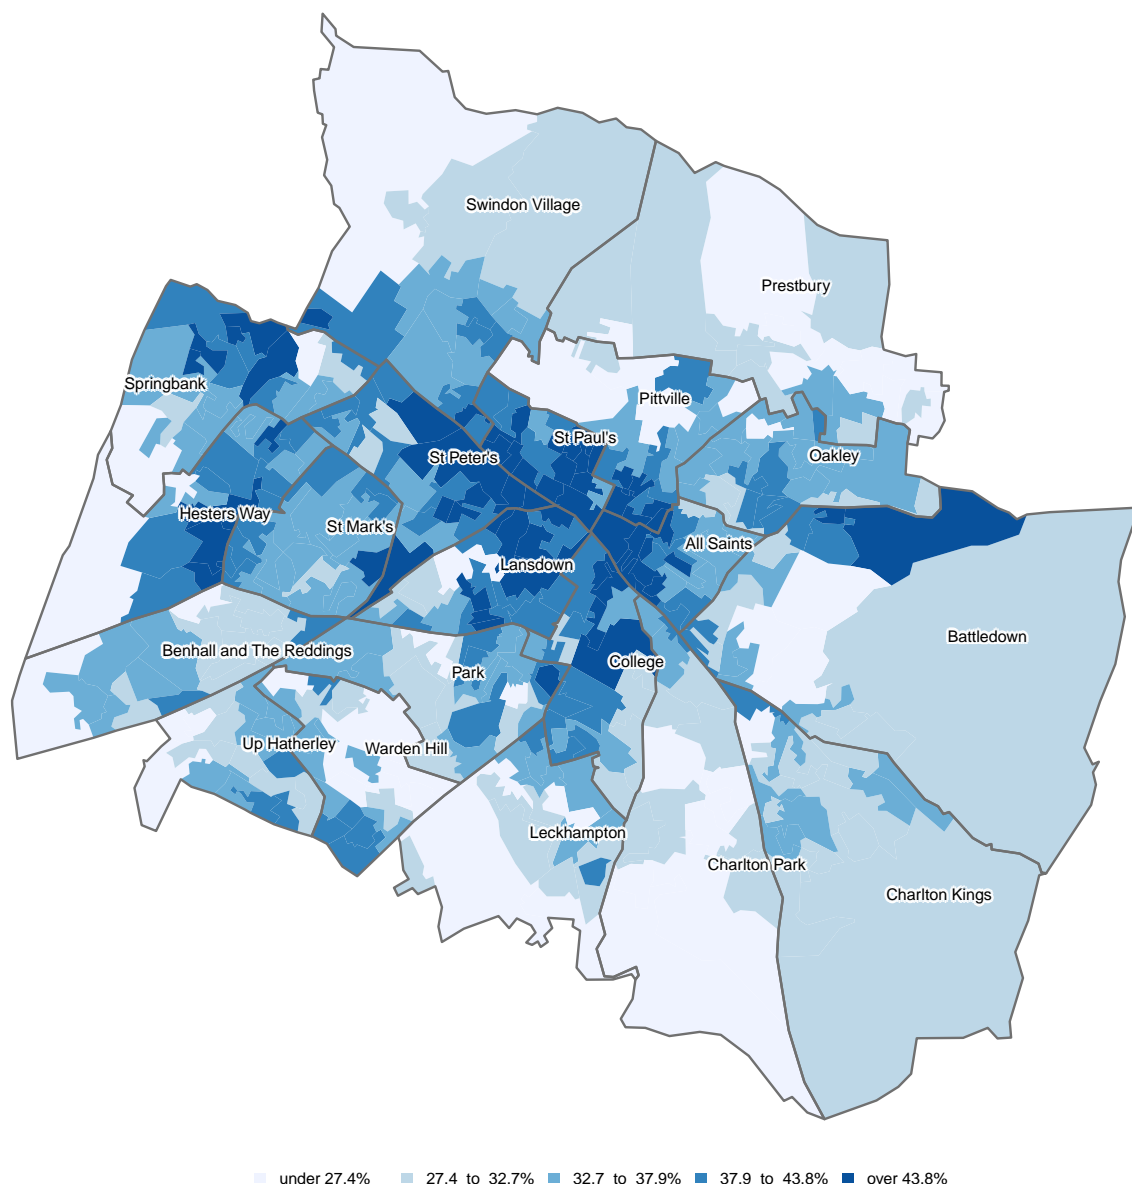 Swindon Village
Prestbury
Springbank
Pittville
St Paul's
St Peter's
Oakley
Hesters Way
St Mark's
All Saints
Lansdown
Battledown
Benhall and The Reddings
College
Park
Up Hatherley
Warden Hill
Leckhampton
Charlton Park
Charlton Kings
under 27.4% 27.4 to 32.7% 32.7 to 37.9% 37.9 to 43.8% over 43.8%